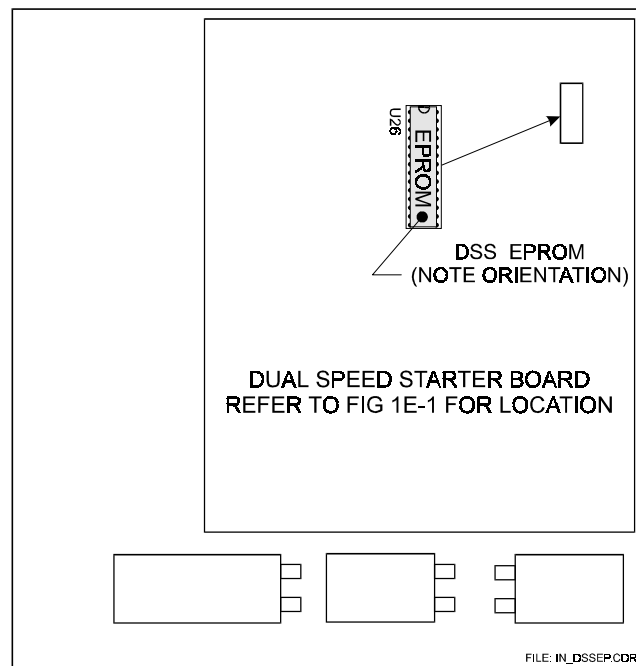 U26
EPROM
DSS EPROM
(NOTE ORIENTATION)
DUAL SPEED STARTER BOARD
REFER TO FIG 1E-1 FOR LOCATION
FILE: IN_DSSEP.CDR